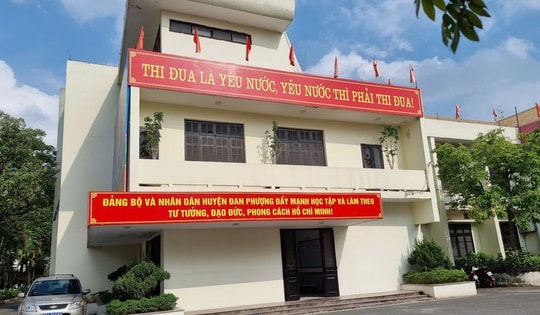 THI ĐUA LÀ YÊU NƯỚC, YÊU NƯỚC THÌ PHẢI THI ĐUA!
ĐẢNG BỘ VÀ NHÂN DÂN HUYỆN ĐAN PHƯỢNG ĐẨY MẠNH HỌC TẬP VÀ LÀM THEO
TƯ TƯỞNG, ĐẠO ĐỨC, PHONG CÁCH HỒ CHÍ MINH!